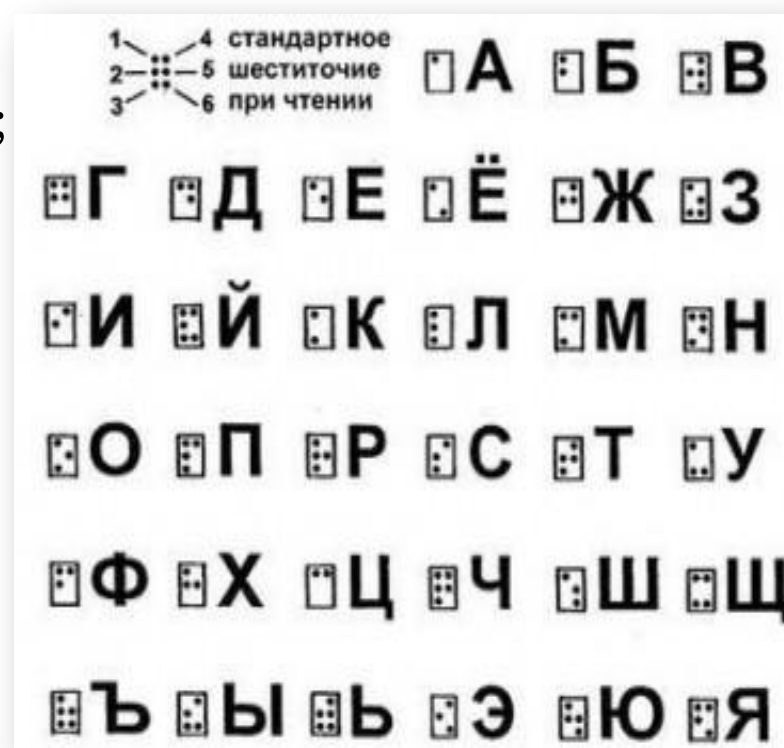 1 4 стандартное
2 5 шеститочие
3 6 при чтении
;
А Б В
Г Д Е Ё Ж З
И Й К Л М Н
О П Р С Т У
Ф Х Ц Ч Ш Щ
Ъ Ы Ь Э Ю Я